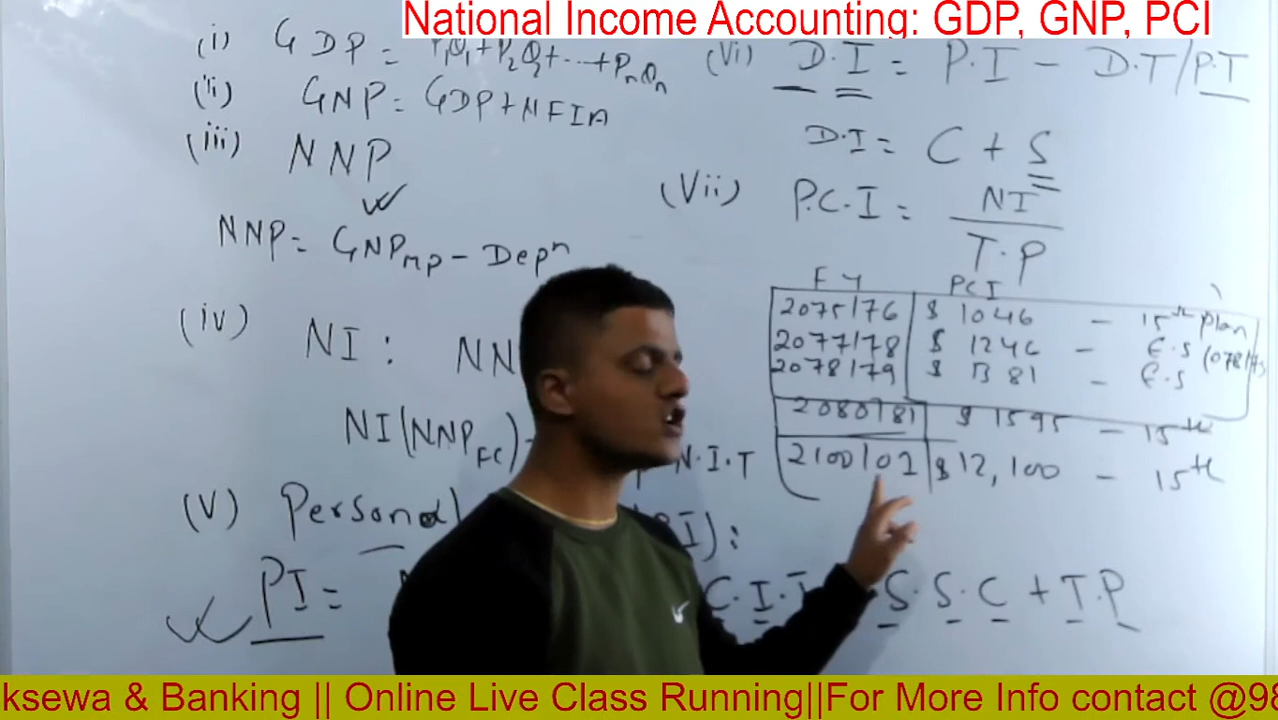 National Income Accounting: GDP, GNP, PCI
(i) GDP = P₁Q₁+P₂Q₂+...+PₙQₙ
(ii) GNP = GDP+NFIA
(iii) NNP
NNP = GNPMP - Depⁿ
(iv) NI : NN
NI(NNPFC)
(v) Personal I):
PI =
C.I.T S.S.C + T.P
N.I.T
(vi) D.I = P.I - D.T/P.T
D.I = C + S
(vii) P.C.I = NI
T.P
FY PCI
2075/76 $ 1046 - 15th plan
2077/78 $ 1246 - E.S
2078/79 $ 1381 - E.S
2080/81 $ 1595 - 15th
2100/01 $12,100 - 15th
ksewa & Banking || Online Live Class Running||For More Info contact @98